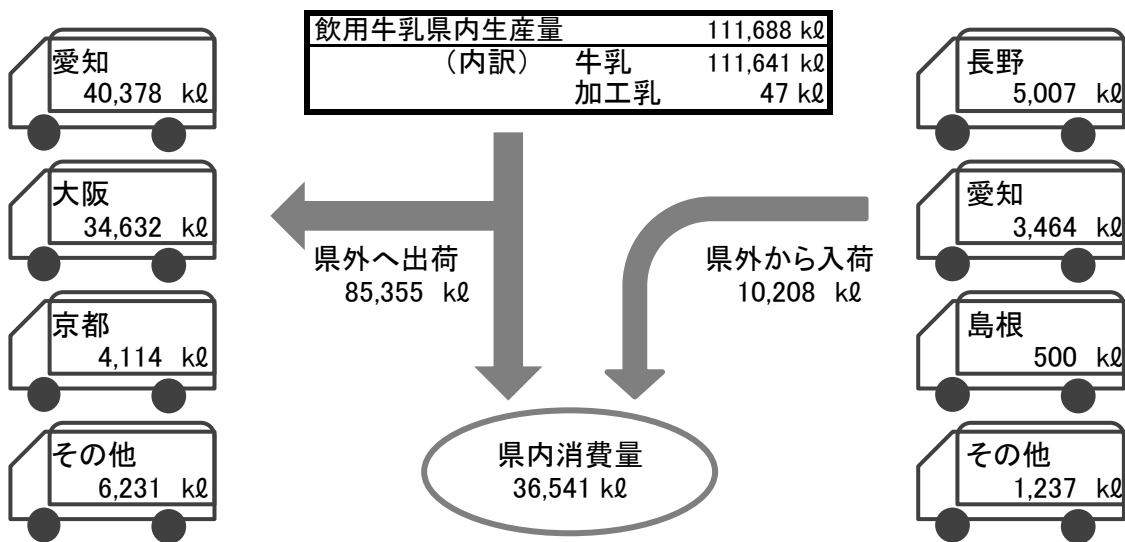 飲用牛乳県内生産量 111,688 kℓ
(内訳) 牛乳 111,641 kℓ
加工乳 47 kℓ
愛知
40,378 kℓ
大阪
34,632 kℓ
京都
4,114 kℓ
その他
6,231 kℓ
県外へ出荷
85,355 kℓ
県外から入荷
10,208 kℓ
長野
5,007 kℓ
愛知
3,464 kℓ
島根
500 kℓ
その他
1,237 kℓ
県内消費量
36,541 kℓ